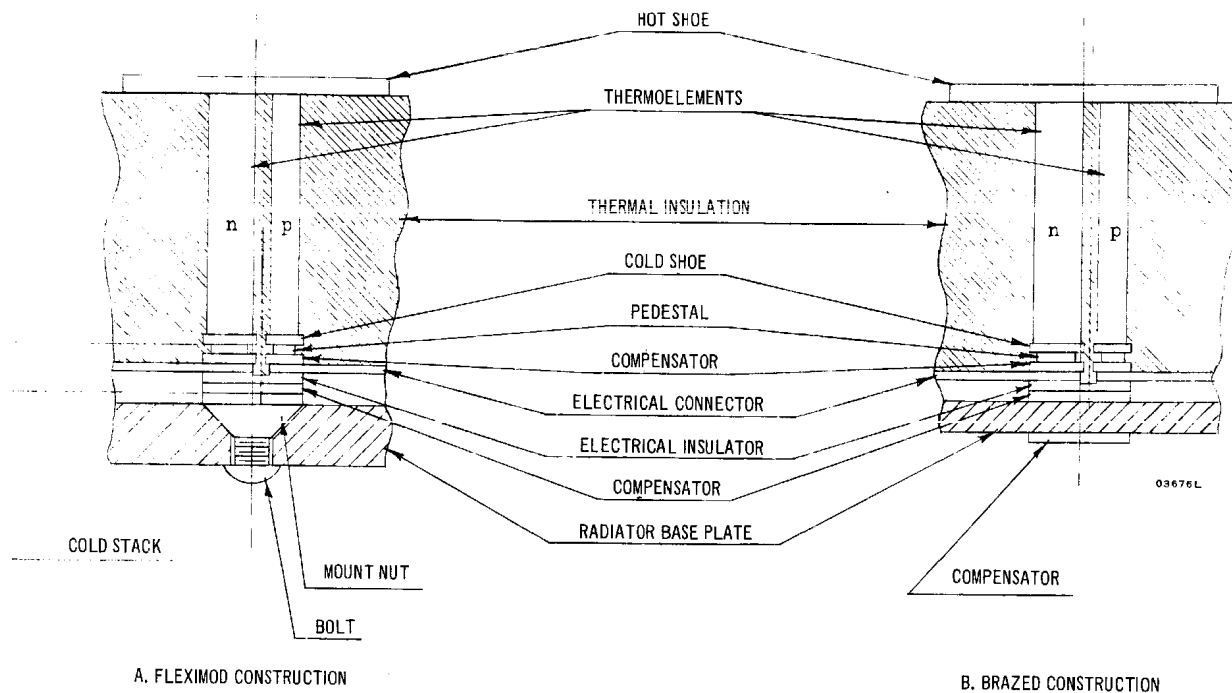 HOT SHOE
THERMOELEMENTS
THERMAL INSULATION
n
p
n
p
COLD SHOE
PEDESTAL
COMPENSATOR
ELECTRICAL CONNECTOR
ELECTRICAL INSULATOR
COMPENSATOR
RADIATOR BASE PLATE
03676L
COLD STACK
MOUNT NUT
BOLT
COMPENSATOR
A. FLEXIMOD CONSTRUCTION
B. BRAZED CONSTRUCTION